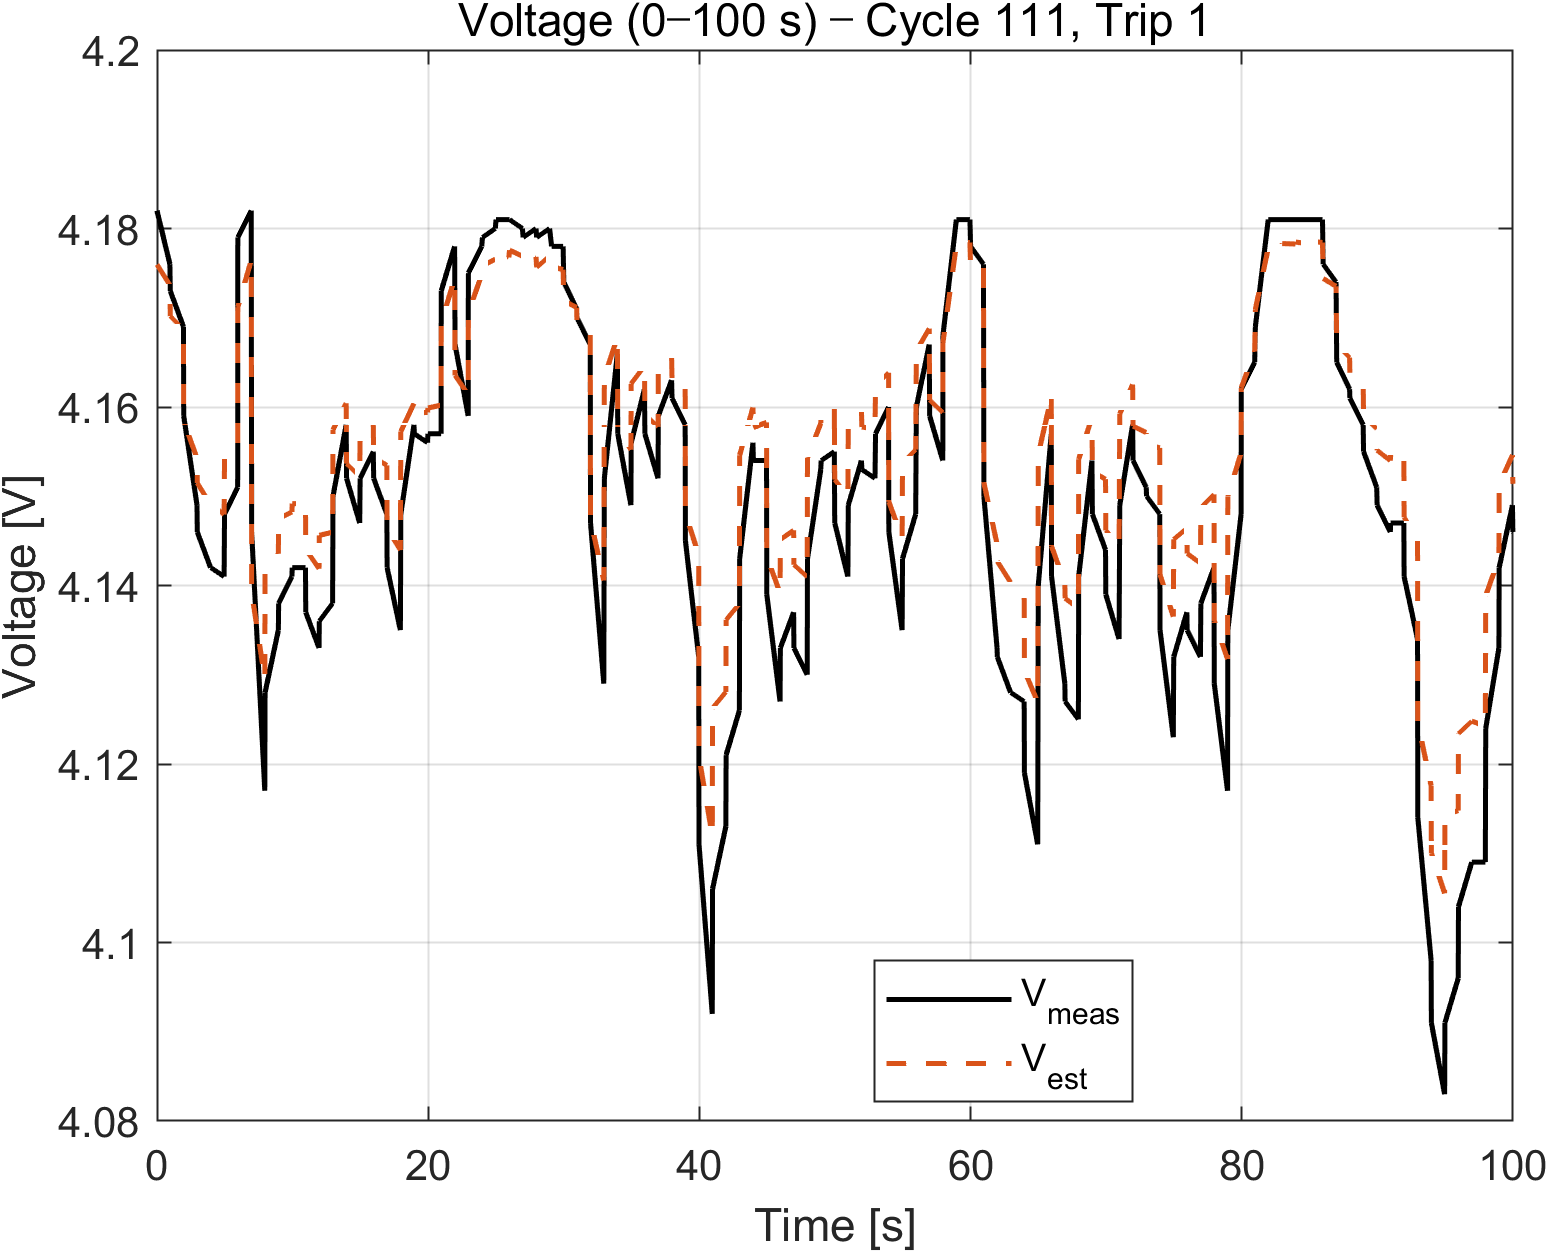 Voltage (0–100 s) – Cycle 111, Trip 1
4.2
4.18
4.16
4.14
4.12
4.1
4.08
Voltage [V]
0 20 40 60 80 100
Time [s]
V_meas
V_est